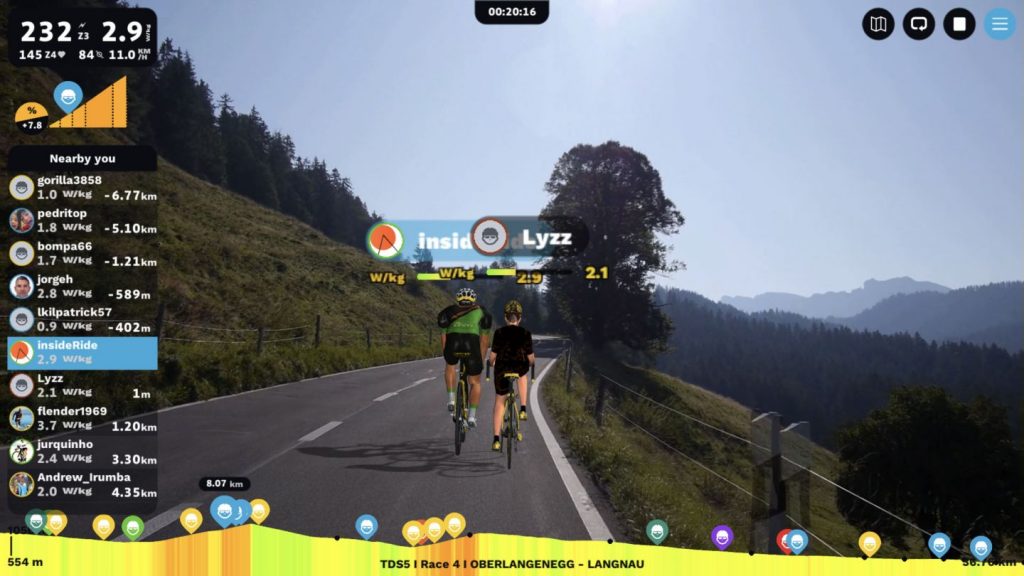 232 Z3 2.9 W/kg
145 Z4 84 11.0 KM/H
00:20:16
%
+7.8
Nearby you
gorilla3858
1.0 W/kg -6.77km
pedritop
1.8 W/kg -5.10km
bompa66
1.7 W/kg -1.21km
jorgeh
2.8 W/kg -589m
lkilpatrick57
0.9 W/kg -402m
insideRide
2.9 W/kg
Lyzz
2.1 W/kg 1m
flender1969
3.7 W/kg 1.20km
jurquinho
2.4 W/kg 3.30km
Andrew_Irumba
2.0 W/kg 4.35km
insid Lyzz
W/kg W/kg 2.9 2.1
8.07 km
554 m
TDS5 I Race 4 I OBERLANGENEGG - LANGNAU